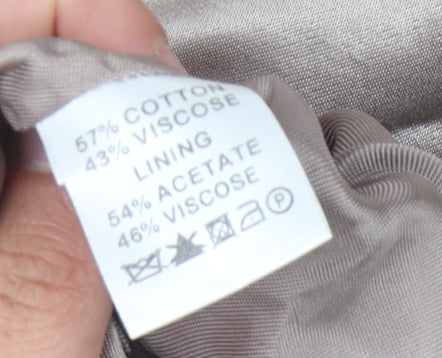 57% COTTON
43% VISCOSE
LINING
54% ACETATE
46% VISCOSE
P